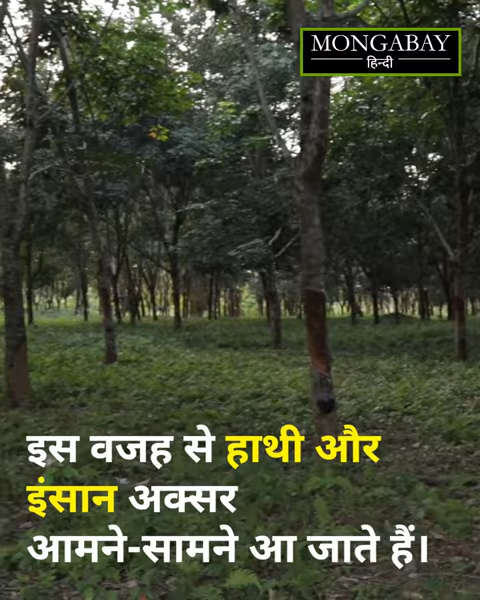 MONGABAY
हिन्दी
इस वजह से हाथी और
इंसान अक्सर
आमने-सामने आ जाते हैं।